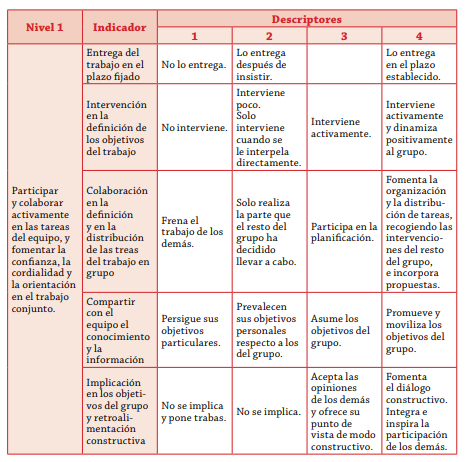 Nivel 1
Indicador
Descriptores
1
2
3
4
Participar
y colaborar
activamente
en las tareas
del equipo, y
fomentar la
confianza, la
cordialidad y
la orientación
en el trabajo
conjunto.
Entrega del
trabajo en el
plazo fijado
No lo entrega.
Lo entrega
después de
insistir.
Lo entrega
en el plazo
establecido.
Intervención
en la
definición de
los objetivos
del trabajo
No interviene.
Interviene
poco.
Solo
interviene
cuando se
le interpela
directamente.
Interviene
activamente.
Interviene
activamente
y dinamiza
positivamente
al grupo.
Colaboración
en la
definición
y en la
distribución
de las treas
del trabajo en
grupo
Frena el
trabajo de los
demás.
Solo realiza
la parte que
el resto del
grupo ha
decidido
llevar a cabo.
Participa en la
planificación.
Fomenta la
organización
y la distribu-
ción de tareas,
recogiendo las
intervencio-
nes del resto
del grupo,
e incorpora
propuestas.
Compartir
con el
equipo el
conocimiento
y la
información
Persigue sus
objetivos
particulares.
Prevalecen
sus objetivos
personales
respecto a los
del grupo.
Asume los
objetivos del
grupo.
Promueve y
moviliza los
objetivos del
grupo.
Implicación
en los objeti-
vos del grupo
y retroali-
mentación
constructiva
No se implica
y pone trabas.
No se implica.
Acepta las
opiniones
de los demás
y ofrece su
punto de
vista de modo
constructivo.
Fomenta
el diálogo
constructivo.
Integra e
inspira la
participación
de los demás.